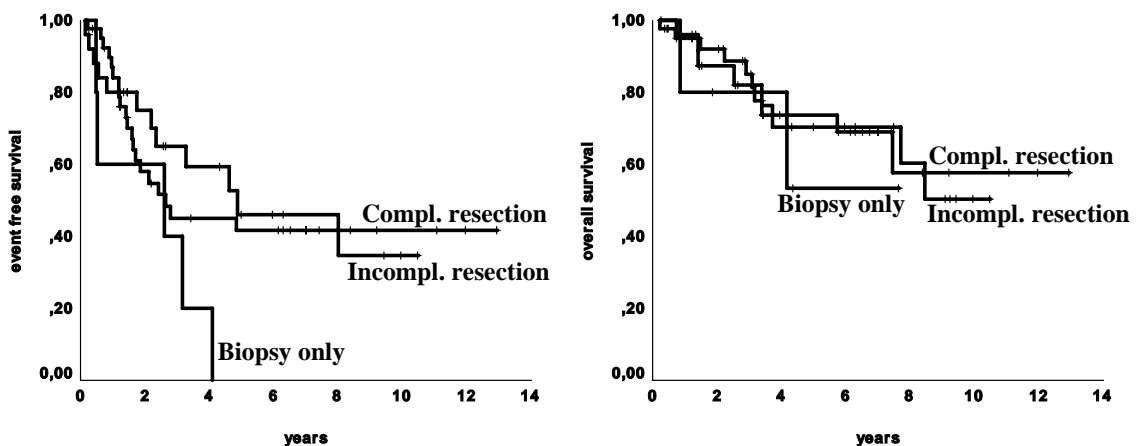 1,00
,80
,60
,40
,20
0,00
event free survival
Compl. resection
Incompl. resection
Biopsy only
0 2 4 6 8 10 12 14
years
1,00
,80
,60
,40
,20
0,00
overall survival
Compl. resection
Biopsy only
Incompl. resection
0 2 4 6 8 10 12 14
years